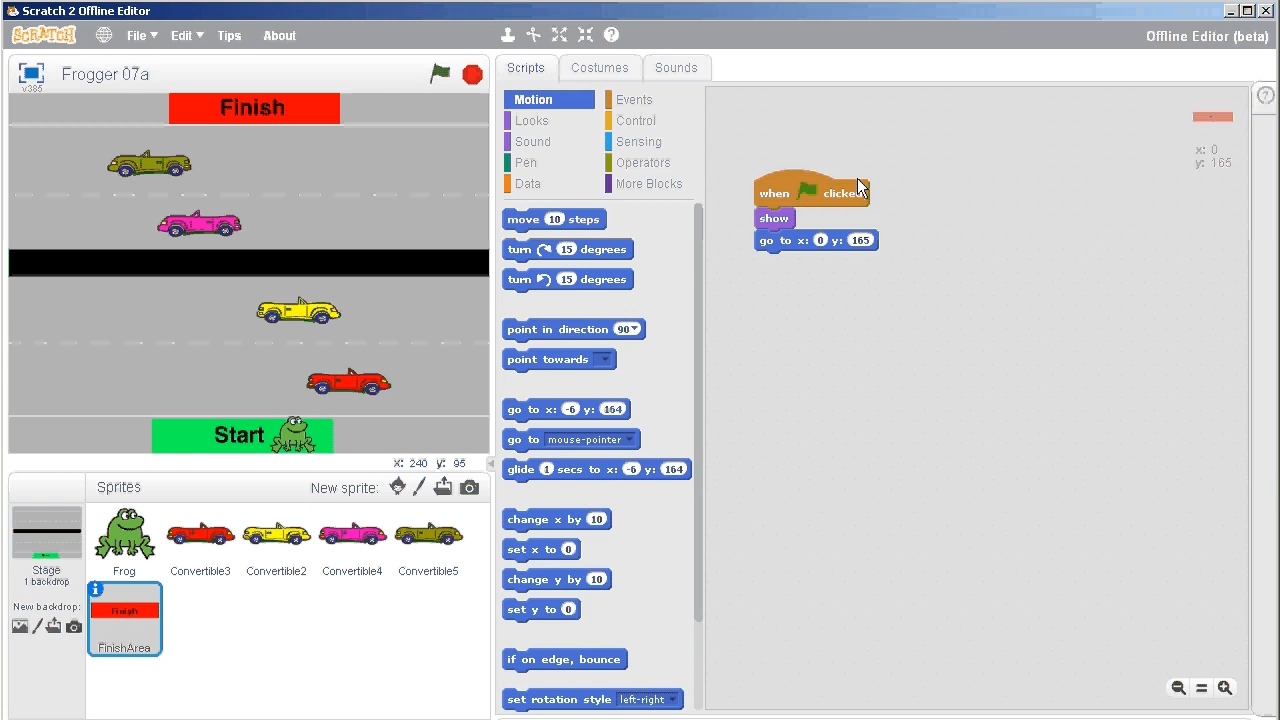 Scratch 2 Offline Editor
SCRATCH File Edit Tips About Offline Editor (beta)
v385 Frogger 07a
Finish
Start
X: 240 y: 95
Sprites New sprite:
Stage
1 backdrop
New backdrop:
Frog Convertible3 Convertible2 Convertible4 Convertible5
Finish
FinishArea
Scripts Costumes Sounds
Motion Events
Looks Control
Sound Sensing
Pen Operators
Data More Blocks
move 10 steps
turn 15 degrees
turn 15 degrees
point in direction 90
point towards
go to x: -6 y: 164
go to mouse-pointer
glide 1 secs to x: -6 y: 164
change x by 10
set x to 0
change y by 10
set y to 0
if on edge, bounce
set rotation style left-right
when clicked
show
go to x: 0 y: 165
x: 0
y: 165